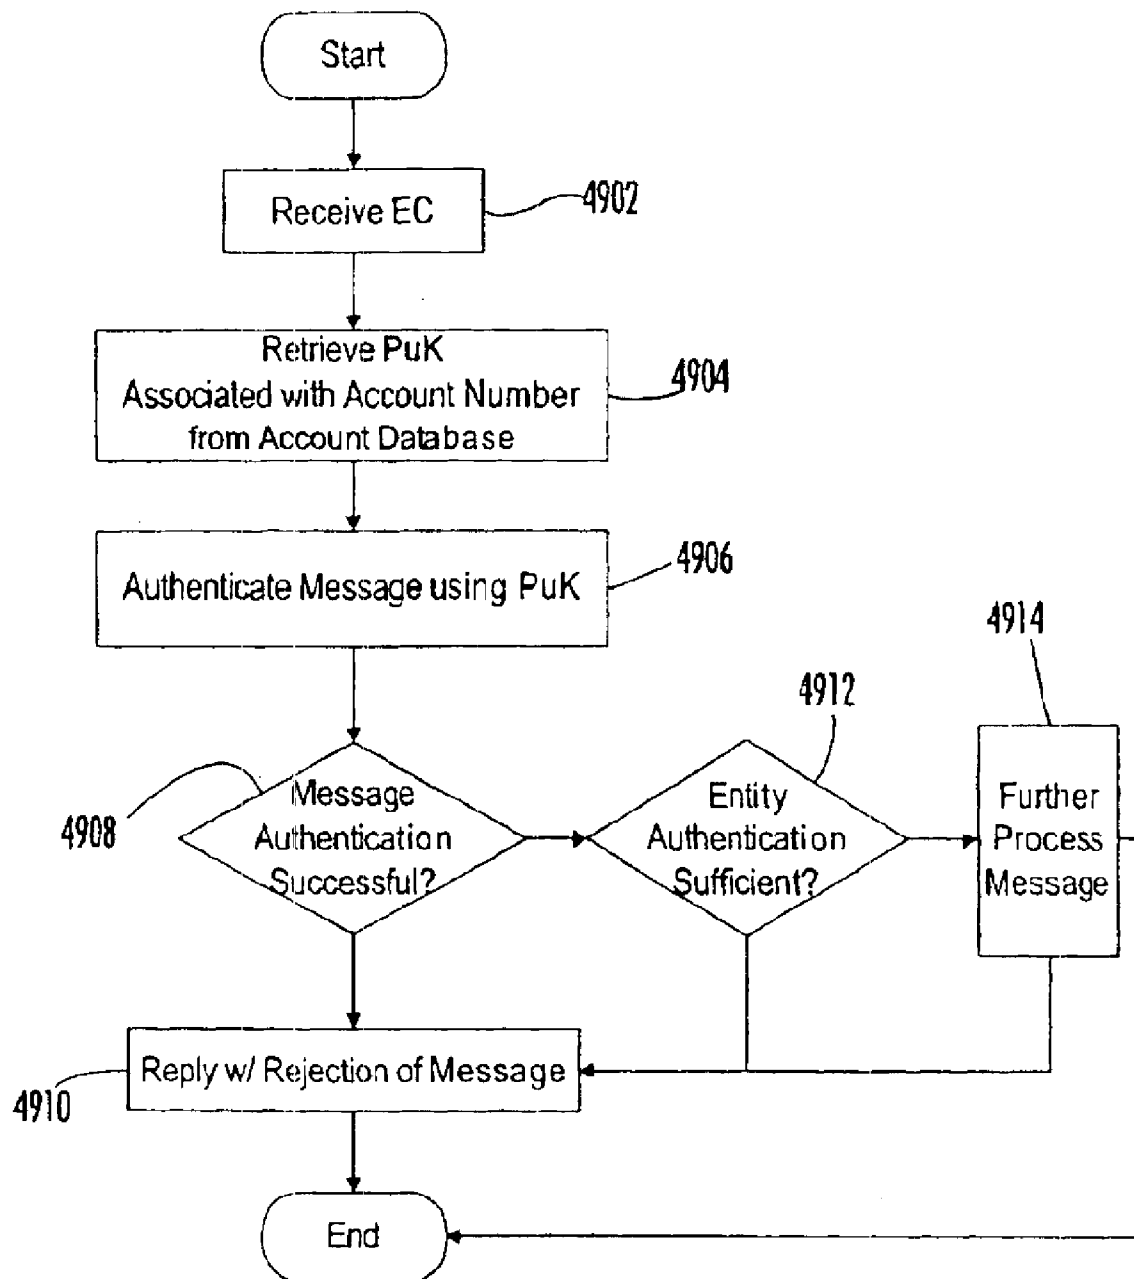 Start
Receive EC
4902
Retrieve PuK
Associated with Account Number
from Account Database
4904
Authenticate Message using PuK
4906
Message
Authentication
Successful?
4908
Entity
Authentication
Sufficient?
4912
Further
Process
Message
4914
Reply w/ Rejection of Message
4910
End